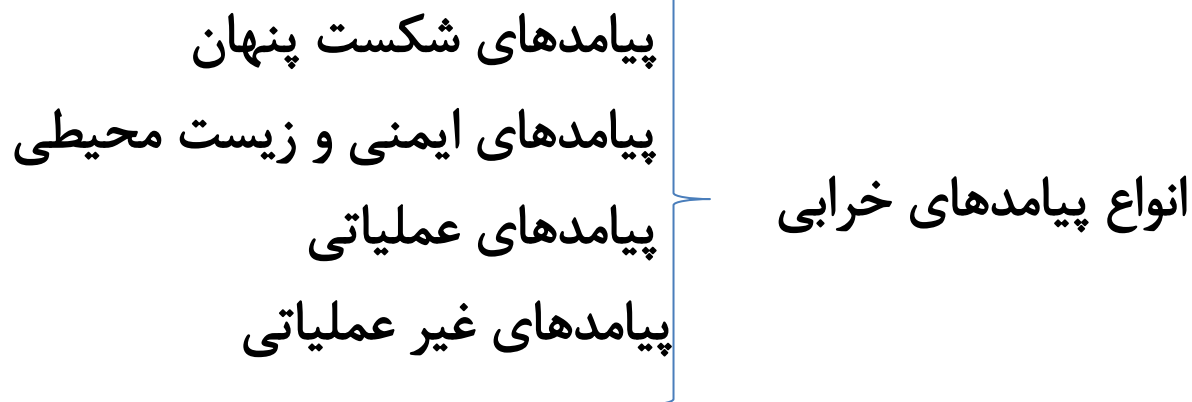 انواع پیامدهای خرابی
پیامدهای شکست پنهان
پیامدهای ایمنی و زیست محیطی
پیامدهای عملیاتی
پیامدهای غیر عملیاتی